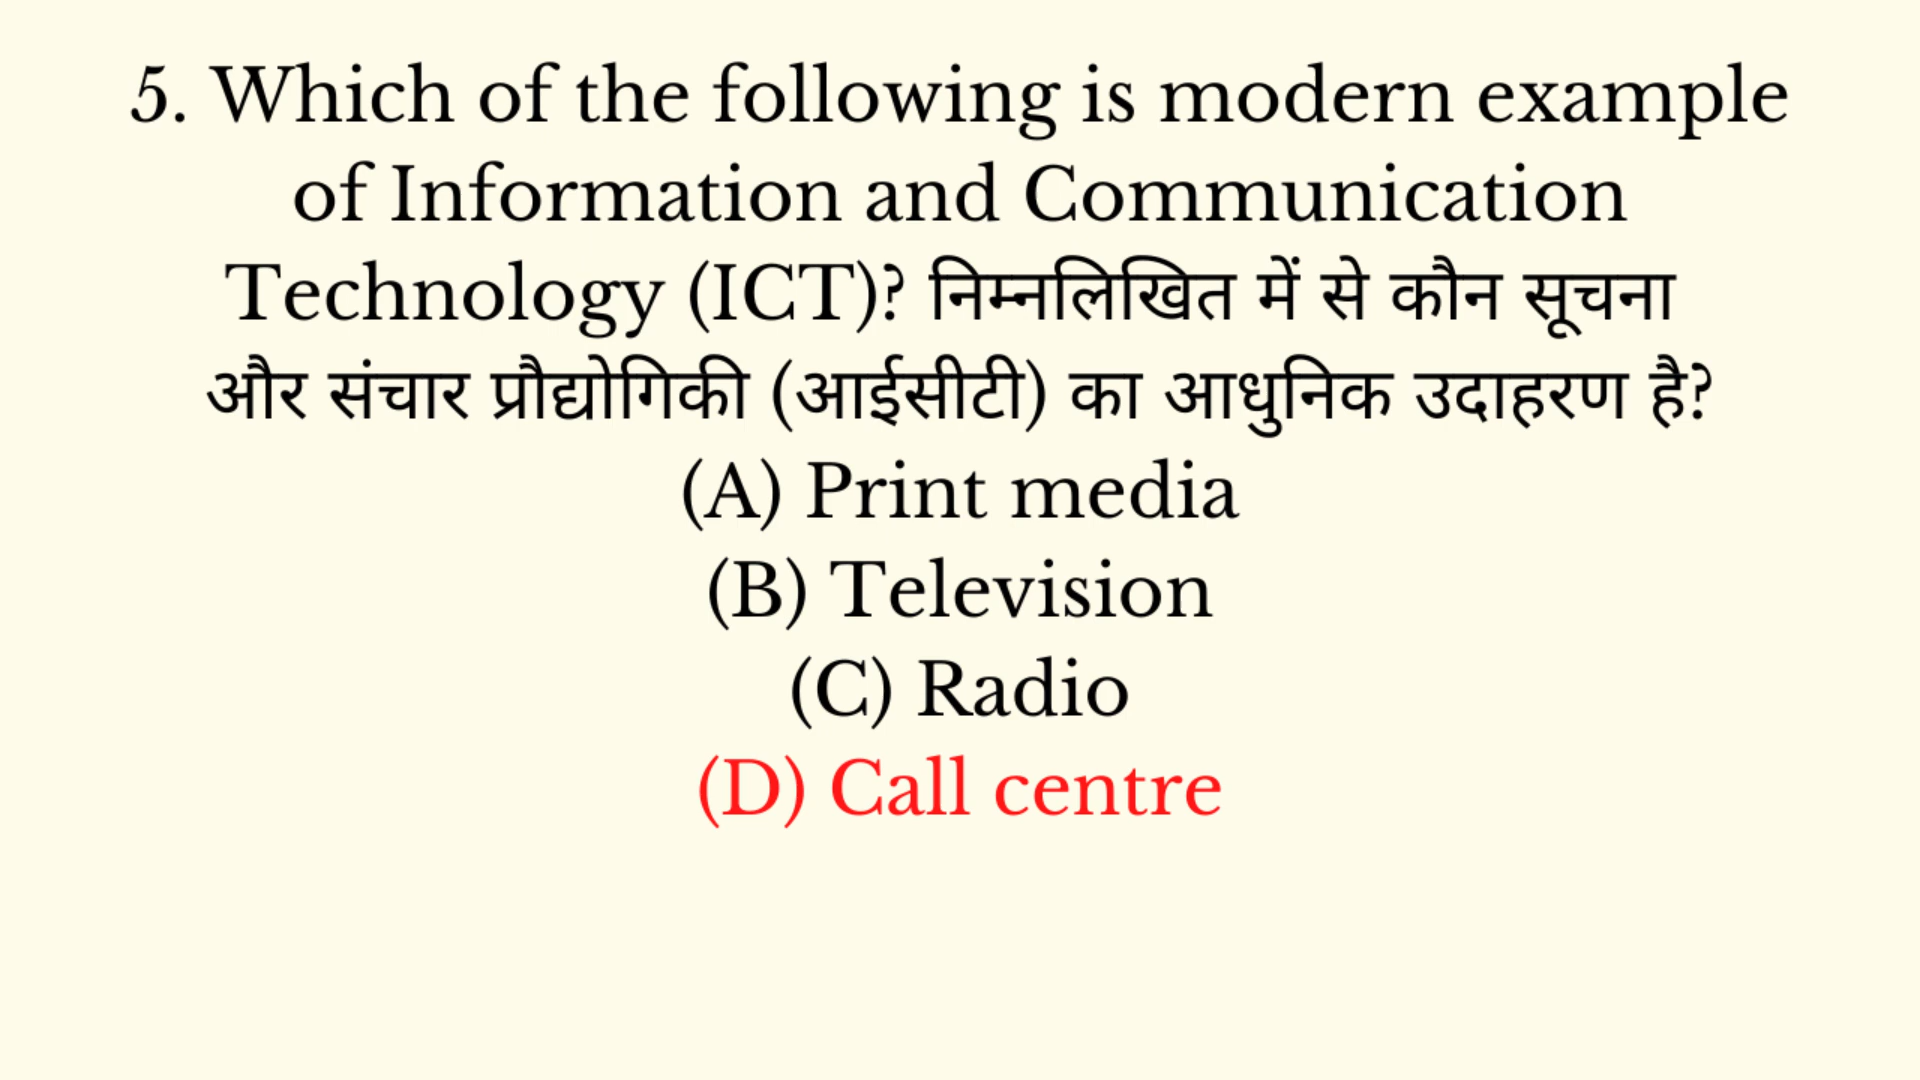 5. Which of the following is modern example
of Information and Communication
Technology (ICT)? निम्नलिखित में से कौन सूचना
और संचार प्रौद्योगिकी (आईसीटी) का आधुनिक उदाहरण है?
(A) Print media
(B) Television
(C) Radio
(D) Call centre